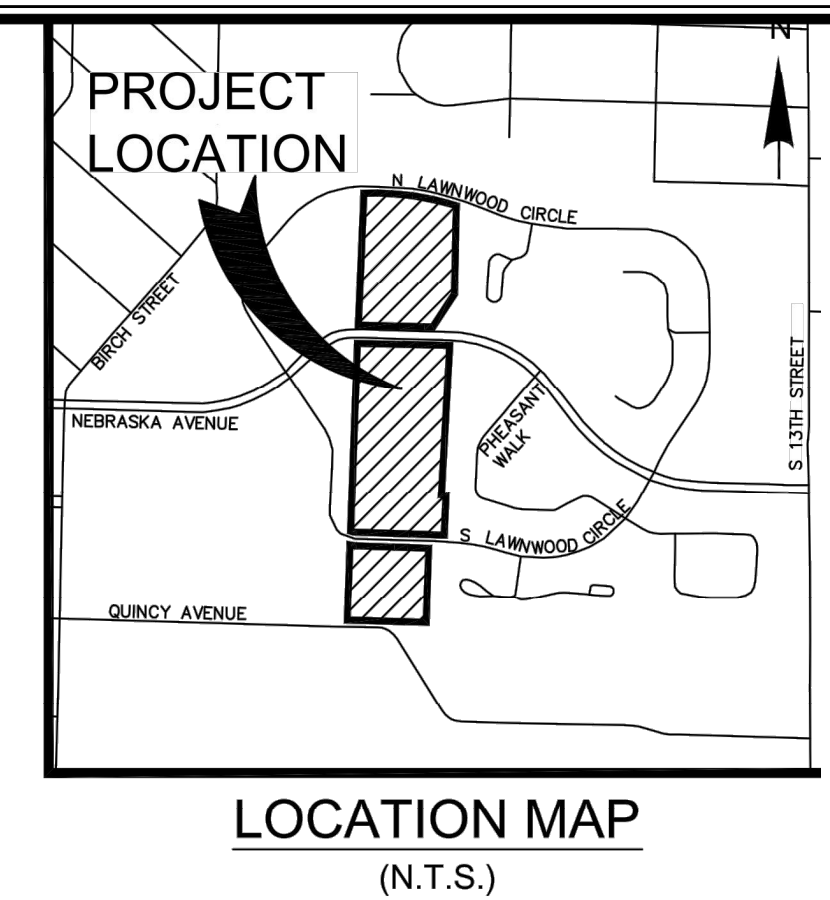 N
PROJECT
LOCATION
N LAWNWOOD CIRCLE
BIRCH STREET
NEBRASKA AVENUE
PHEASANT
WALK
S 13TH STREET
S LAWNWOOD CIRCLE
QUINCY AVENUE
LOCATION MAP
(N.T.S.)